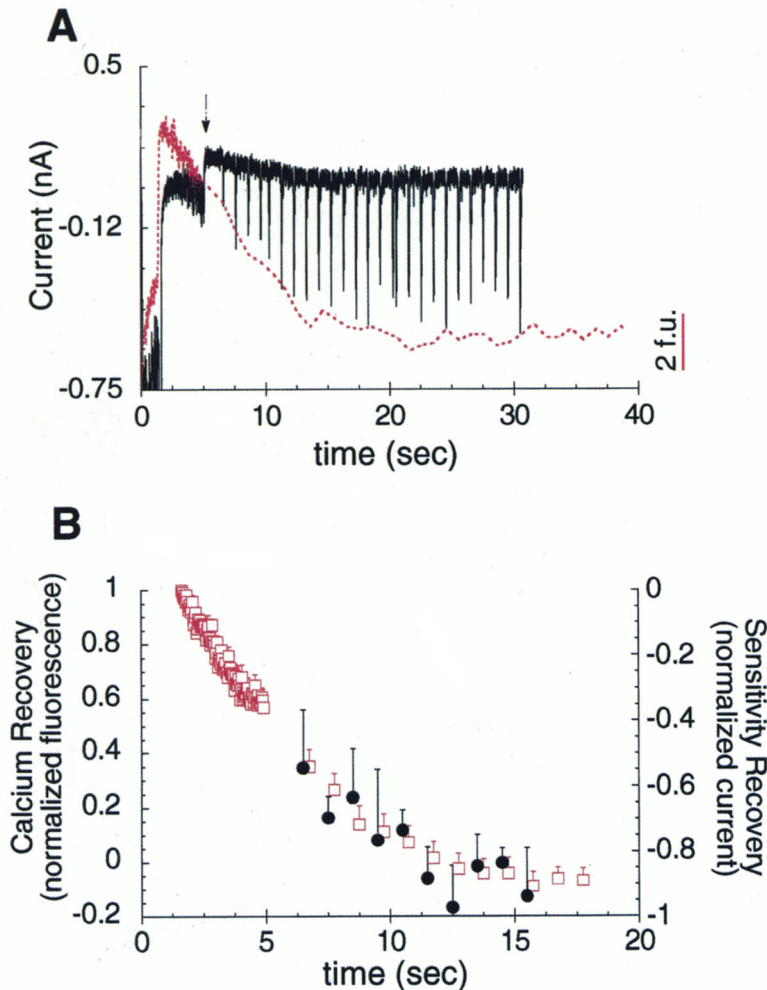 A
0.5
-0.12
-0.75
Current (nA)
0 10 20 30 40
time (sec)
2 f.u.
B
Calcium Recovery
(normalized fluorescence)
1
0.8
0.6
0.4
0.2
0
-0.2
0
-0.2
-0.4
-0.6
-0.8
-1
Sensitivity Recovery
(normalized current)
0 5 10 15 20
time (sec)